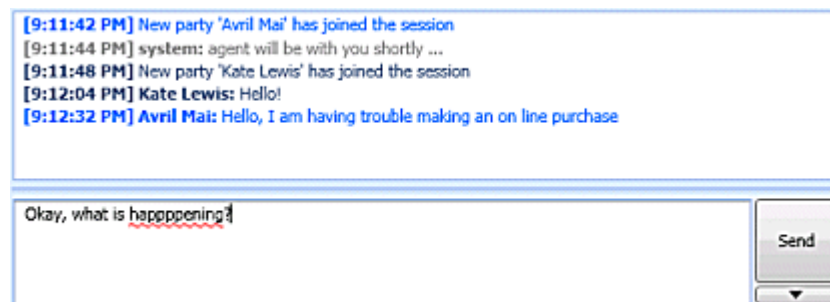 [9:11:42 PM] New party 'Avril Mai' has joined the session
[9:11:44 PM] system: agent will be with you shortly ...
[9:11:48 PM] New party 'Kate Lewis' has joined the session
[9:12:04 PM] Kate Lewis: Hello!
[9:12:32 PM] Avril Mai: Hello, I am having trouble making an on line purchase
Okay, what is happppening?
Send